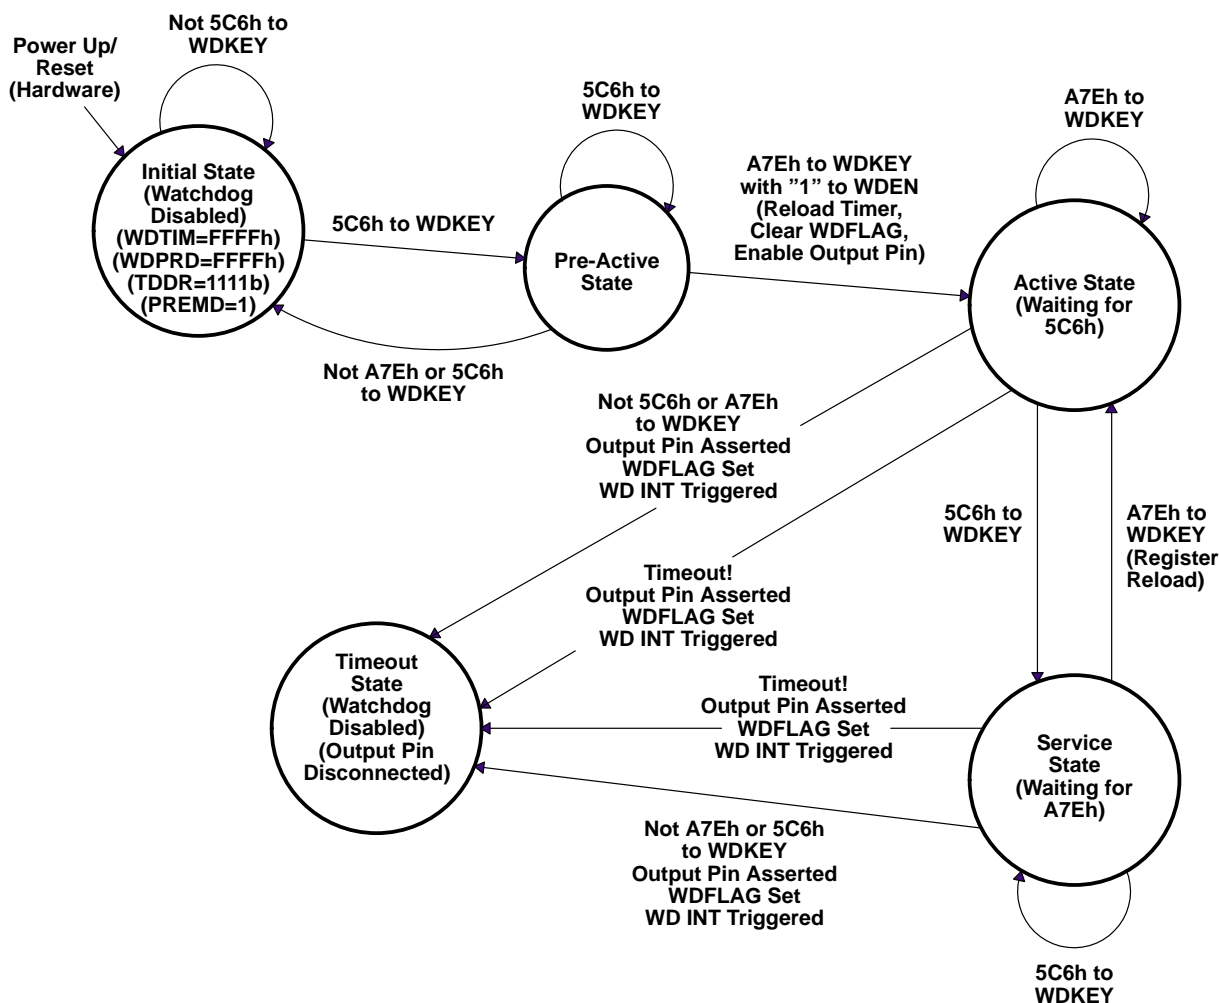 Not 5C6h to
WDKEY
Power Up/
Reset
(Hardware)
5C6h to
WDKEY
A7Eh to
WDKEY
Initial State
(Watchdog
Disabled)
(WDTIM=FFFFh)
(WDPRD=FFFFh)
(TDDR=1111b)
(PREMD=1)
5C6h to WDKEY
Pre-Active
State
A7Eh to WDKEY
with ”1” to WDEN
(Reload Timer,
Clear WDFLAG,
Enable Output Pin)
Active State
(Waiting for
5C6h)
Not A7Eh or 5C6h
to WDKEY
Not 5C6h or A7Eh
to WDKEY
Output Pin Asserted
WDFLAG Set
WD INT Triggered
5C6h to
WDKEY
A7Eh to
WDKEY
(Register
Reload)
Timeout!
Output Pin Asserted
WDFLAG Set
WD INT Triggered
Timeout
State
(Watchdog
Disabled)
(Output Pin
Disconnected)
Timeout!
Output Pin Asserted
WDFLAG Set
WD INT Triggered
Service
State
(Waiting for
A7Eh)
Not A7Eh or 5C6h
to WDKEY
Output Pin Asserted
WDFLAG Set
WD INT Triggered
5C6h to
WDKEY